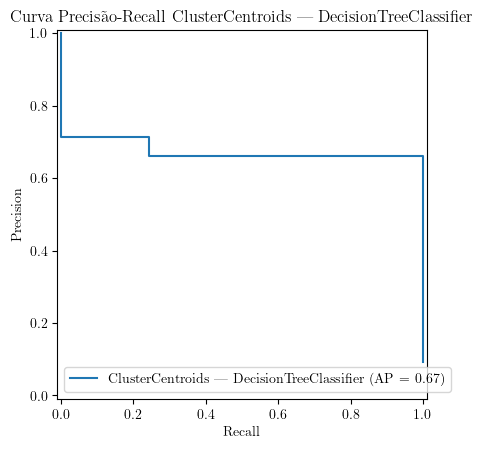 Curva Precisão-Recall ClusterCentroids — DecisionTreeClassifier
1.0
0.8
0.6
0.4
0.2
0.0
Precision
ClusterCentroids — DecisionTreeClassifier (AP = 0.67)
0.0 0.2 0.4 0.6 0.8 1.0
Recall